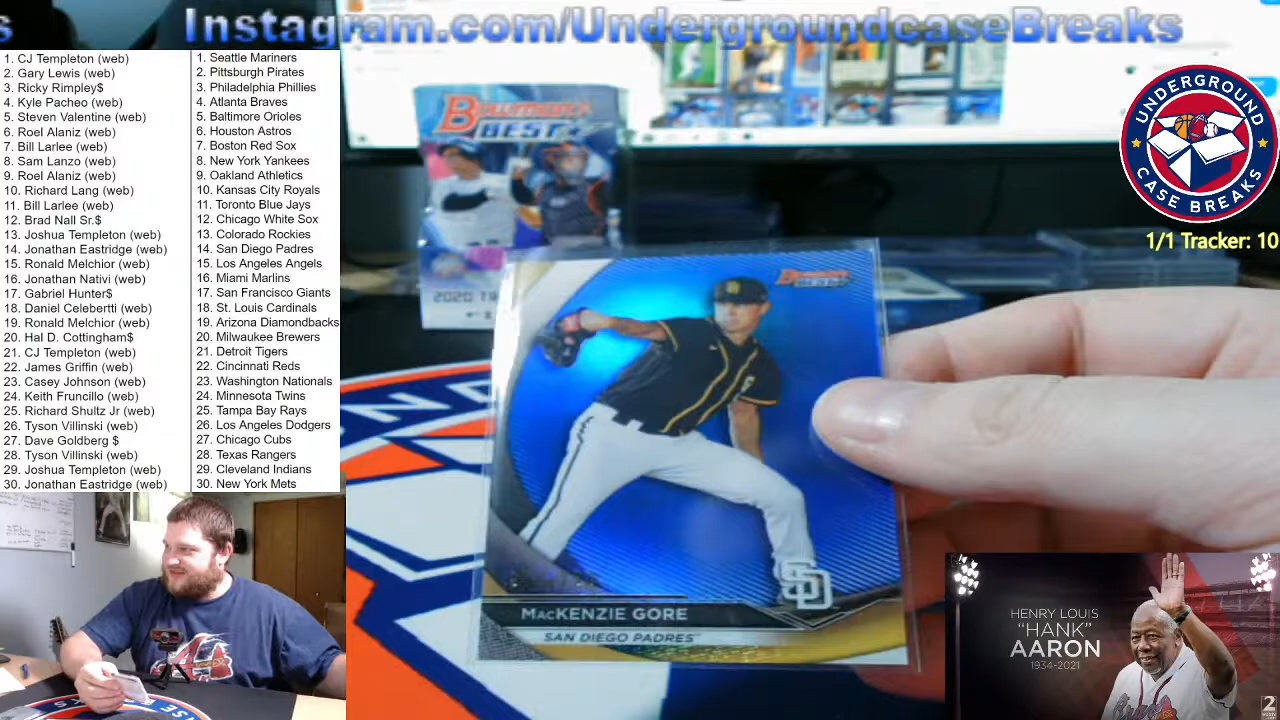 s
Instagram.com/UndergroundcaseBreaks
1. CJ Templeton (web)
2. Gary Lewis (web)
3. Ricky Rimpley$
4. Kyle Pacheo (web)
5. Steven Valentine (web)
6. Roel Alaniz (web)
7. Bill Larlee (web)
8. Sam Lanzo (web)
9. Roel Alaniz (web)
10. Richard Lang (web)
11. Bill Larlee (web)
12. Brad Nall Sr.$
13. Joshua Templeton (web)
14. Jonathan Eastridge (web)
15. Ronald Melchior (web)
16. Jonathan Nativi (web)
17. Gabriel Hunter$
18. Daniel Celebertti (web)
19. Ronald Melchior (web)
20. Hal D. Cottingham$
21. CJ Templeton (web)
22. James Griffin (web)
23. Casey Johnson (web)
24. Keith Fruncillo (web)
25. Richard Shultz Jr (web)
26. Tyson Villinski (web)
27. Dave Goldberg $
28. Tyson Villinski (web)
29. Joshua Templeton (web)
30. Jonathan Eastridge (web)
1. Seattle Mariners
2. Pittsburgh Pirates
3. Philadelphia Phillies
4. Atlanta Braves
5. Baltimore Orioles
6. Houston Astros
7. Boston Red Sox
8. New York Yankees
9. Oakland Athletics
10. Kansas City Royals
11. Toronto Blue Jays
12. Chicago White Sox
13. Colorado Rockies
14. San Diego Padres
15. Los Angeles Angels
16. Miami Marlins
17. San Francisco Giants
18. St. Louis Cardinals
19. Arizona Diamondbacks
20. Milwaukee Brewers
21. Detroit Tigers
22. Cincinnati Reds
23. Washington Nationals
24. Minnesota Twins
25. Tampa Bay Rays
26. Los Angeles Dodgers
27. Chicago Cubs
28. Texas Rangers
29. Cleveland Indians
30. New York Mets
UNDERGROUND
CASE BREAKS
1/1 Tracker: 10
BOWMAN'S
BEST
2020 TR
BOWMAN'S
BEST
SD
MACKENZIE GORE
SAN DIEGO PADRES™
HENRY LOUIS
"HANK"
AARON
1934-2021
Braves
2